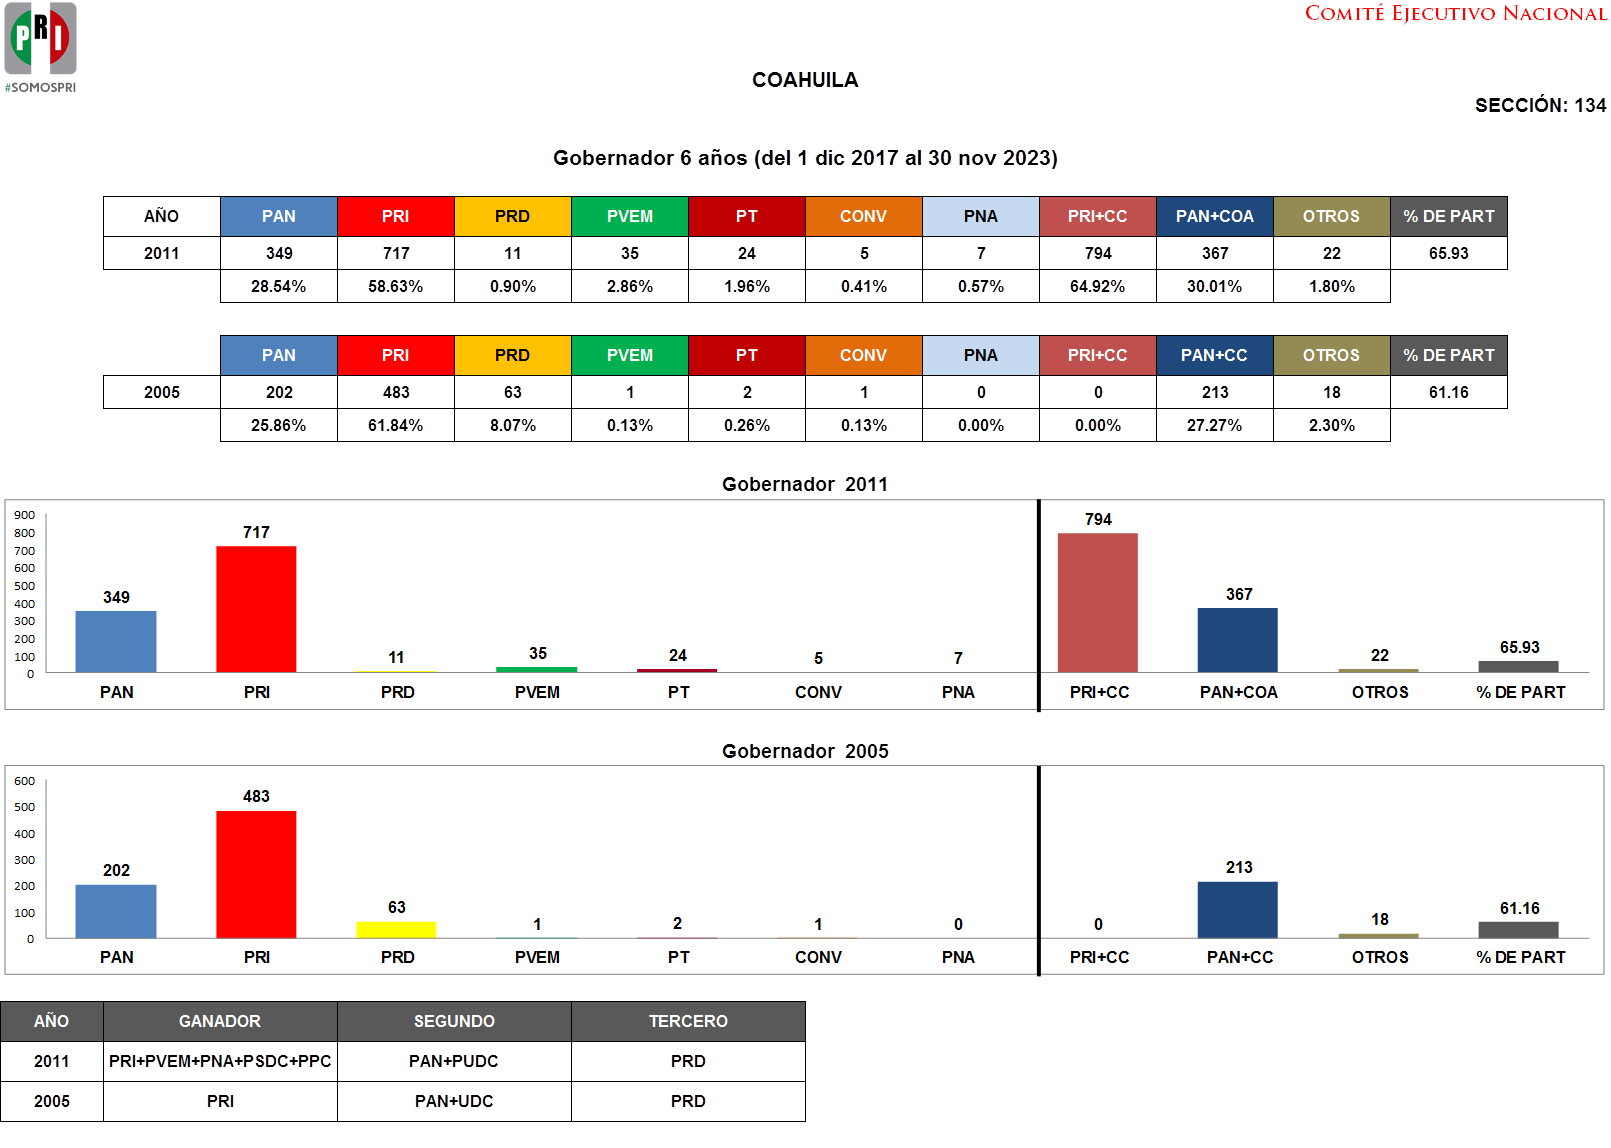 PRI
#SOMOSPRI
COMITÉ EJECUTIVO NACIONAL
COAHUILA
SECCIÓN: 134
Gobernador 6 años (del 1 dic 2017 al 30 nov 2023)
AÑO PAN PRI PRD PVEM PT CONV PNA PRI+CC PAN+COA OTROS % DE PART
2011 349 717 11 35 24 5 7 794 367 22 65.93
28.54% 58.63% 0.90% 2.86% 1.96% 0.41% 0.57% 64.92% 30.01% 1.80%
PAN PRI PRD PVEM PT CONV PNA PRI+CC PAN+CC OTROS % DE PART
2005 202 483 63 1 2 1 0 0 213 18 61.16
25.86% 61.84% 8.07% 0.13% 0.26% 0.13% 0.00% 0.00% 27.27% 2.30%
Gobernador 2011
900
800
700
600
500
400
300
200
100
0
349 717 11 35 24 5 7 794 367 22 65.93
PAN PRI PRD PVEM PT CONV PNA PRI+CC PAN+COA OTROS % DE PART
Gobernador 2005
600
500
400
300
200
100
0
202 483 63 1 2 1 0 0 213 18 61.16
PAN PRI PRD PVEM PT CONV PNA PRI+CC PAN+CC OTROS % DE PART
AÑO GANADOR SEGUNDO TERCERO
2011 PRI+PVEM+PNA+PSDC+PPC PAN+PUDC PRD
2005 PRI PAN+UDC PRD